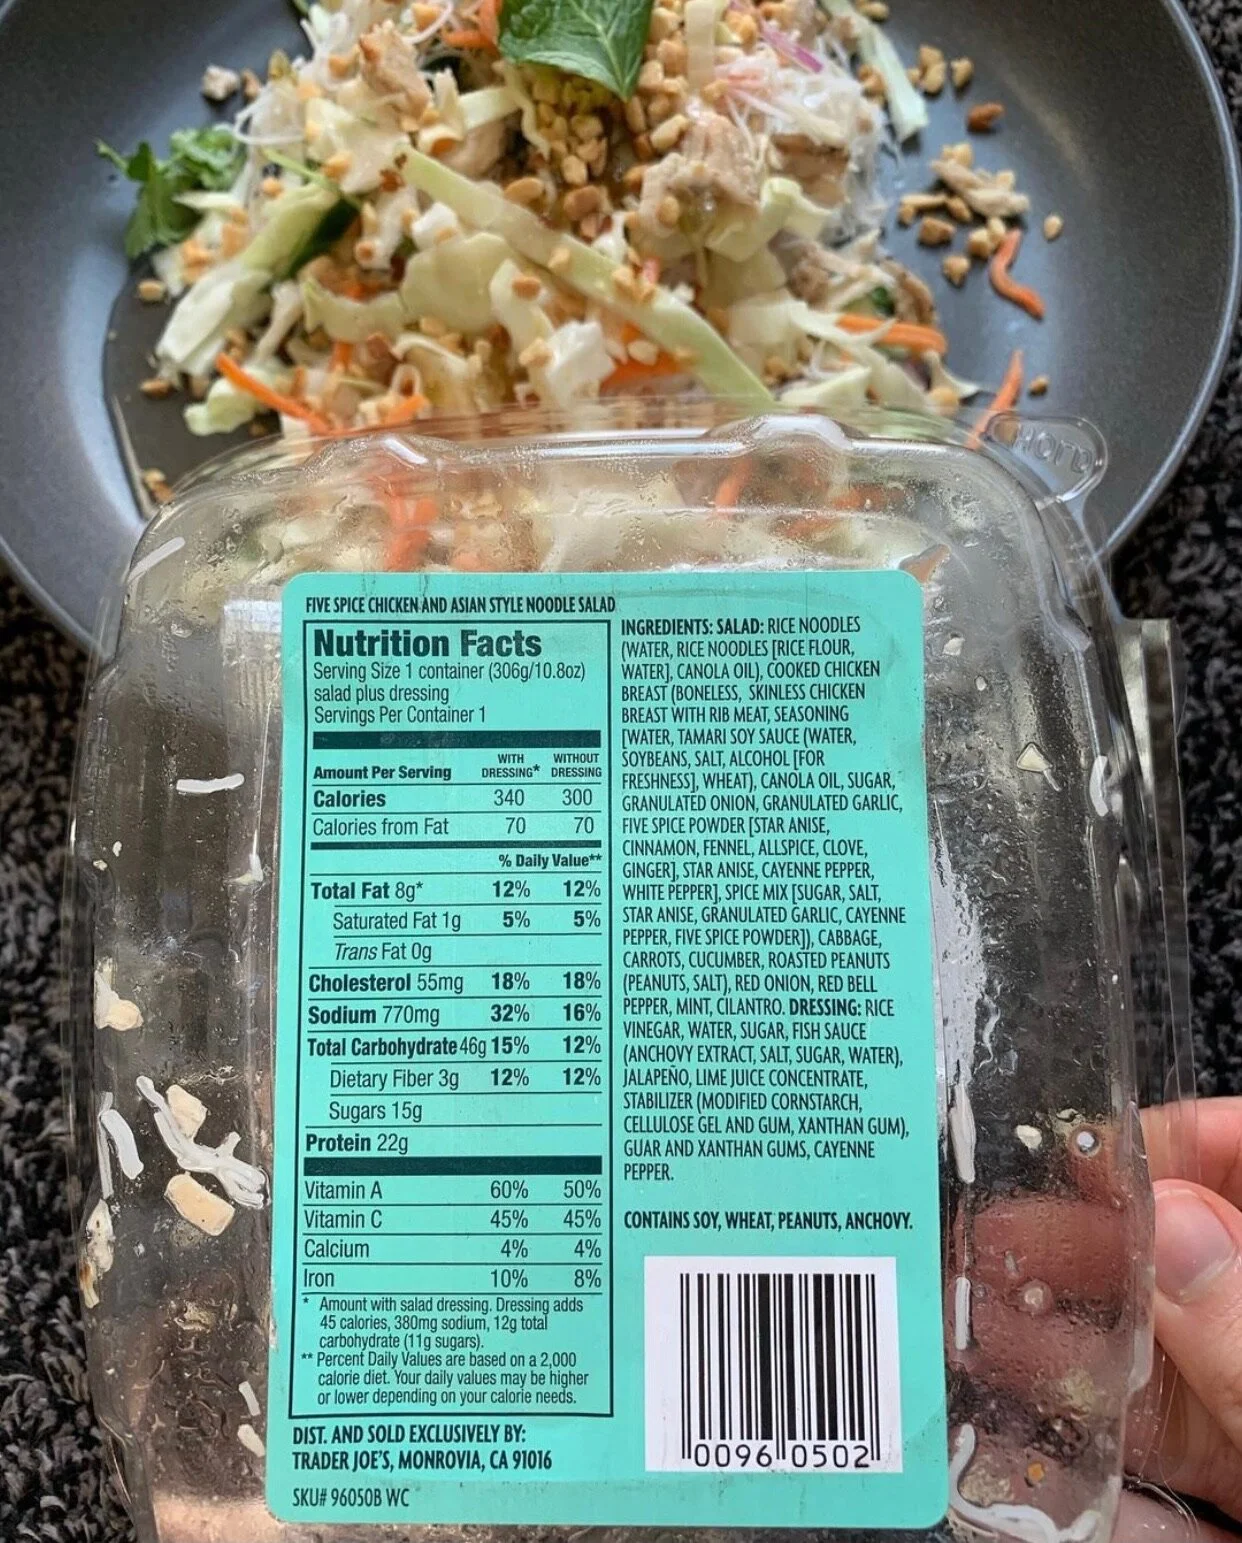 HOLD
FIVE SPICE CHICKEN AND ASIAN STYLE NOODLE SALAD
Nutrition Facts
Serving Size 1 container (306g/10.8oz)
salad plus dressing
Servings Per Container 1
Amount Per Serving WITH DRESSING* WITHOUT DRESSING
Calories 340 300
Calories from Fat 70 70
% Daily Value**
Total Fat 8g* 12% 12%
Saturated Fat 1g 5% 5%
Trans Fat 0g
Cholesterol 55mg 18% 18%
Sodium 770mg 32% 16%
Total Carbohydrate 46g 15% 12%
Dietary Fiber 3g 12% 12%
Sugars 15g
Protein 22g
Vitamin A 60% 50%
Vitamin C 45% 45%
Calcium 4% 4%
Iron 10% 8%
* Amount with salad dressing. Dressing adds
45 calories, 380mg sodium, 12g total
carbohydrate (11g sugars).
** Percent Daily Values are based on a 2,000
calorie diet. Your daily values may be higher
or lower depending on your calorie needs.
DIST. AND SOLD EXCLUSIVELY BY:
TRADER JOE'S, MONROVIA, CA 91016
SKU# 96050B WC
INGREDIENTS: SALAD: RICE NOODLES
(WATER, RICE NOODLES [RICE FLOUR,
WATER], CANOLA OIL), COOKED CHICKEN
BREAST (BONELESS, SKINLESS CHICKEN
BREAST WITH RIB MEAT, SEASONING
[WATER, TAMARI SOY SAUCE (WATER,
SOYBEANS, SALT, ALCOHOL [FOR
FRESHNESS], WHEAT), CANOLA OIL, SUGAR,
GRANULATED ONION, GRANULATED GARLIC,
FIVE SPICE POWDER [STAR ANISE,
CINNAMON, FENNEL, ALLSPICE, CLOVE,
GINGER], STAR ANISE, CAYENNE PEPPER,
WHITE PEPPER], SPICE MIX [SUGAR, SALT,
STAR ANISE, GRANULATED GARLIC, CAYENNE
PEPPER, FIVE SPICE POWDER]), CABBAGE,
CARROTS, CUCUMBER, ROASTED PEANUTS
(PEANUTS, SALT), RED ONION, RED BELL
PEPPER, MINT, CILANTRO. DRESSING: RICE
VINEGAR, WATER, SUGAR, FISH SAUCE
(ANCHOVY EXTRACT, SALT, SUGAR, WATER),
JALAPEÑO, LIME JUICE CONCENTRATE,
STABILIZER (MODIFIED CORNSTARCH,
CELLULOSE GEL AND GUM, XANTHAN GUM),
GUAR AND XANTHAN GUMS, CAYENNE
PEPPER.
CONTAINS SOY, WHEAT, PEANUTS, ANCHOVY.
0096 0502